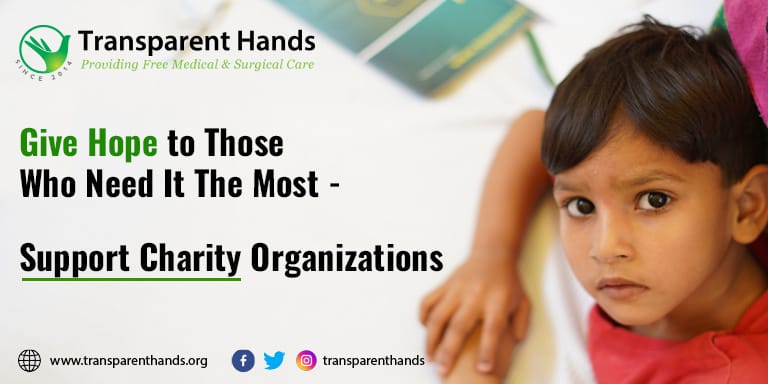 Transparent Hands
Providing Free Medical & Surgical Care
SINCE 2014
Give Hope to Those
Who Need It The Most -
Support Charity Organizations
www.transparenthands.org
transparenthands